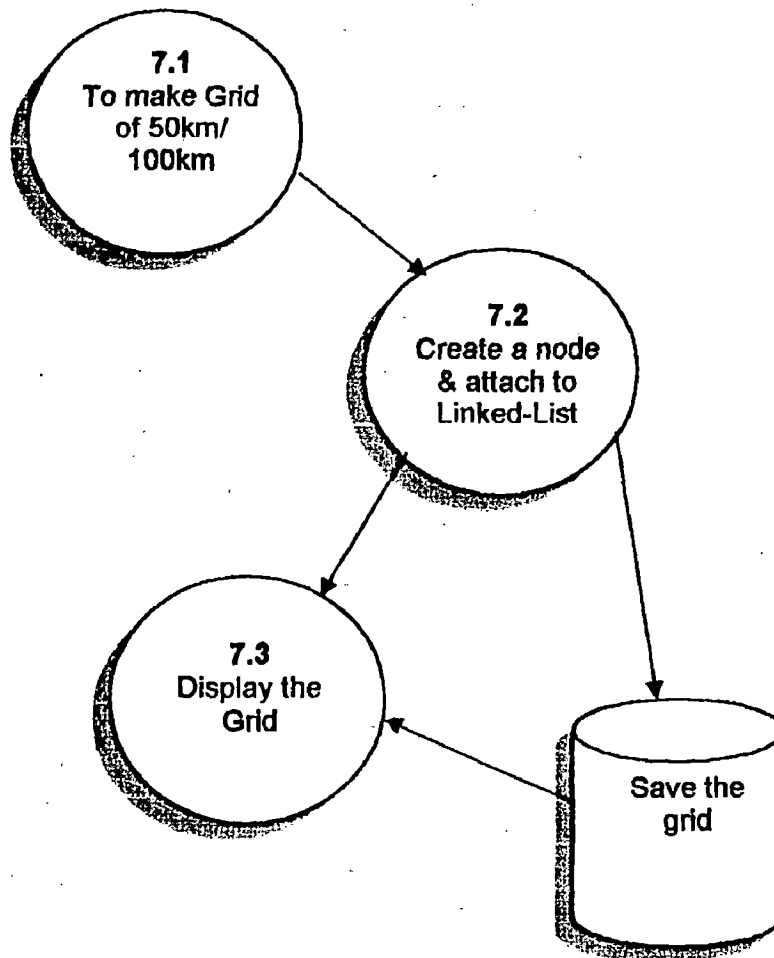 7.1
To make Grid
of 50km/
100km
7.2
Create a node
& attach to
Linked-List
7.3
Display the
Grid
Save the
grid